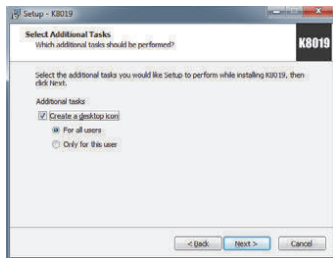 Setup - K8019
Select Additional Tasks
Which additional tasks should be performed?
K8019
Select the additional tasks you would like Setup to perform while installing K8019, then
click Next.
Additional tasks
Create a desktop icon
For all users
Only for this user
< Back
Next >
Cancel